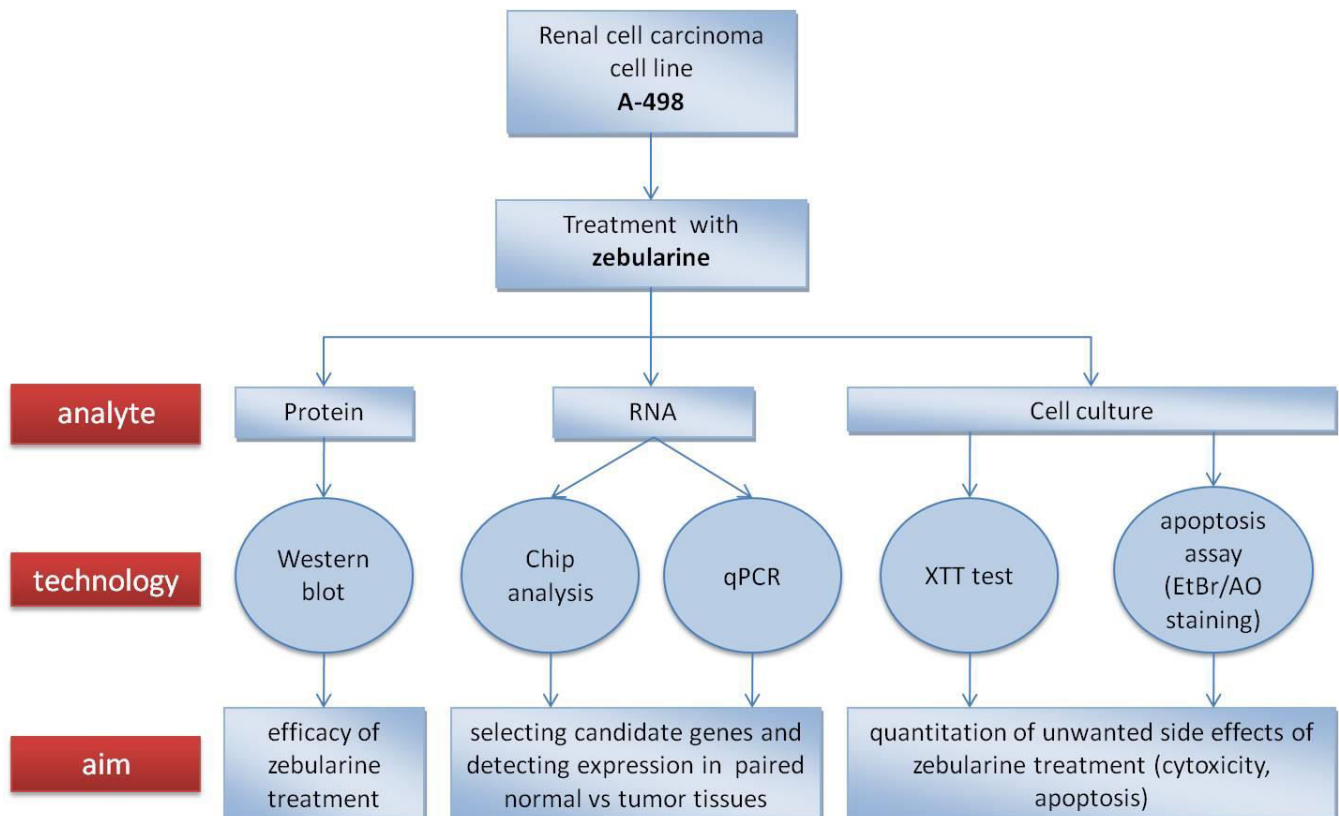 Renal cell carcinoma
cell line
A-498
Treatment with
zebularine
analyte
Protein
RNA
Cell culture
technology
Western
blot
Chip
analysis
qPCR
XTT test
apoptosis
assay
(EtBr/AO
staining)
aim
efficacy of
zebularine
treatment
selecting candidate genes and
detecting expression in paired
normal vs tumor tissues
quantitation of unwanted side effects of
zebularine treatment (cytoxicity,
apoptosis)